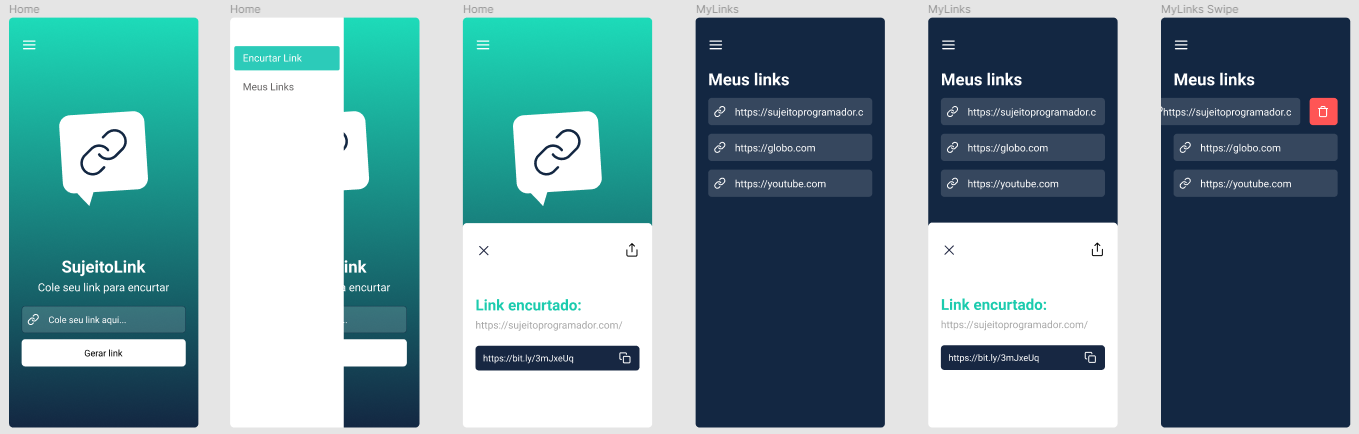 Home
SujeitoLink
Cole seu link para encurtar
Cole seu link aqui...
Gerar link
Home
Encurtar Link
Meus Links
ink
a encurtar
..
Home
Link encurtado:
https://sujeitoprogramador.com/
https://bit.ly/3mJxeUq
MyLinks
Meus links
https://sujeitoprogramador.c
https://globo.com
https://youtube.com
MyLinks
Meus links
https://sujeitoprogramador.c
https://globo.com
https://youtube.com
Link encurtado:
https://sujeitoprogramador.com/
https://bit.ly/3mJxeUq
MyLinks Swipe
Meus links
https://sujeitoprogramador.c
https://globo.com
https://youtube.com